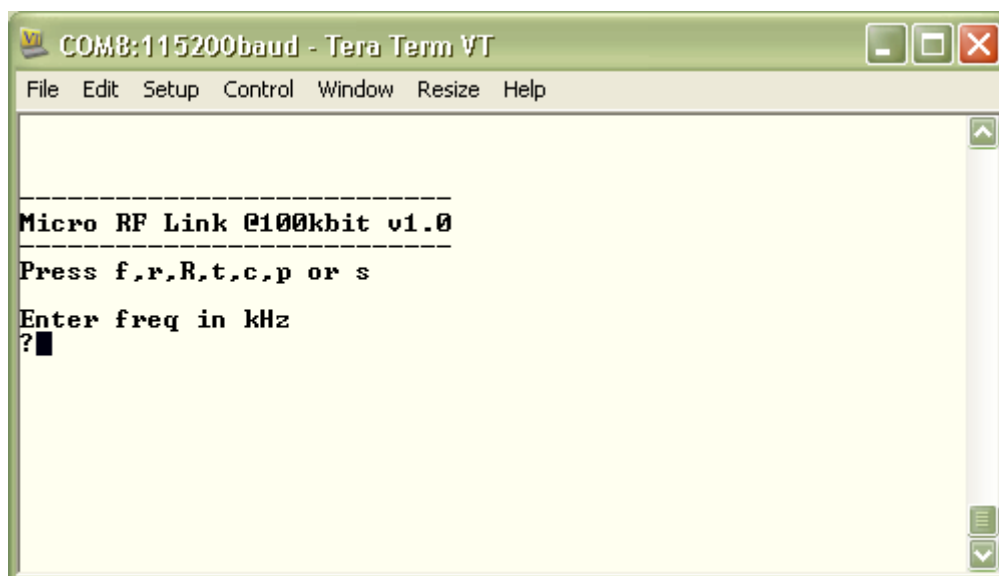 COM8:115200baud - Tera Term VT
File Edit Setup Control Window Resize Help
-----------------------------
Micro RF Link @100kbit v1.0
-----------------------------
Press f,r,R,t,c,p or s
Enter freq in kHz
?